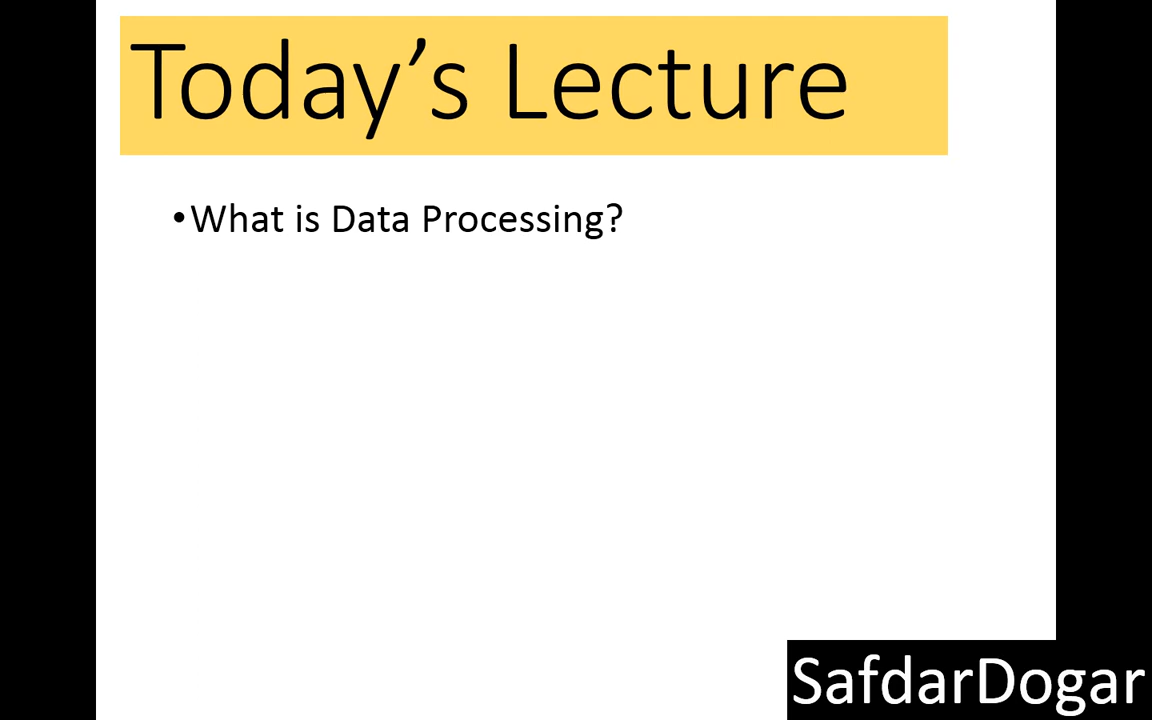 Today’s Lecture
•What is Data Processing?
SafdarDogar